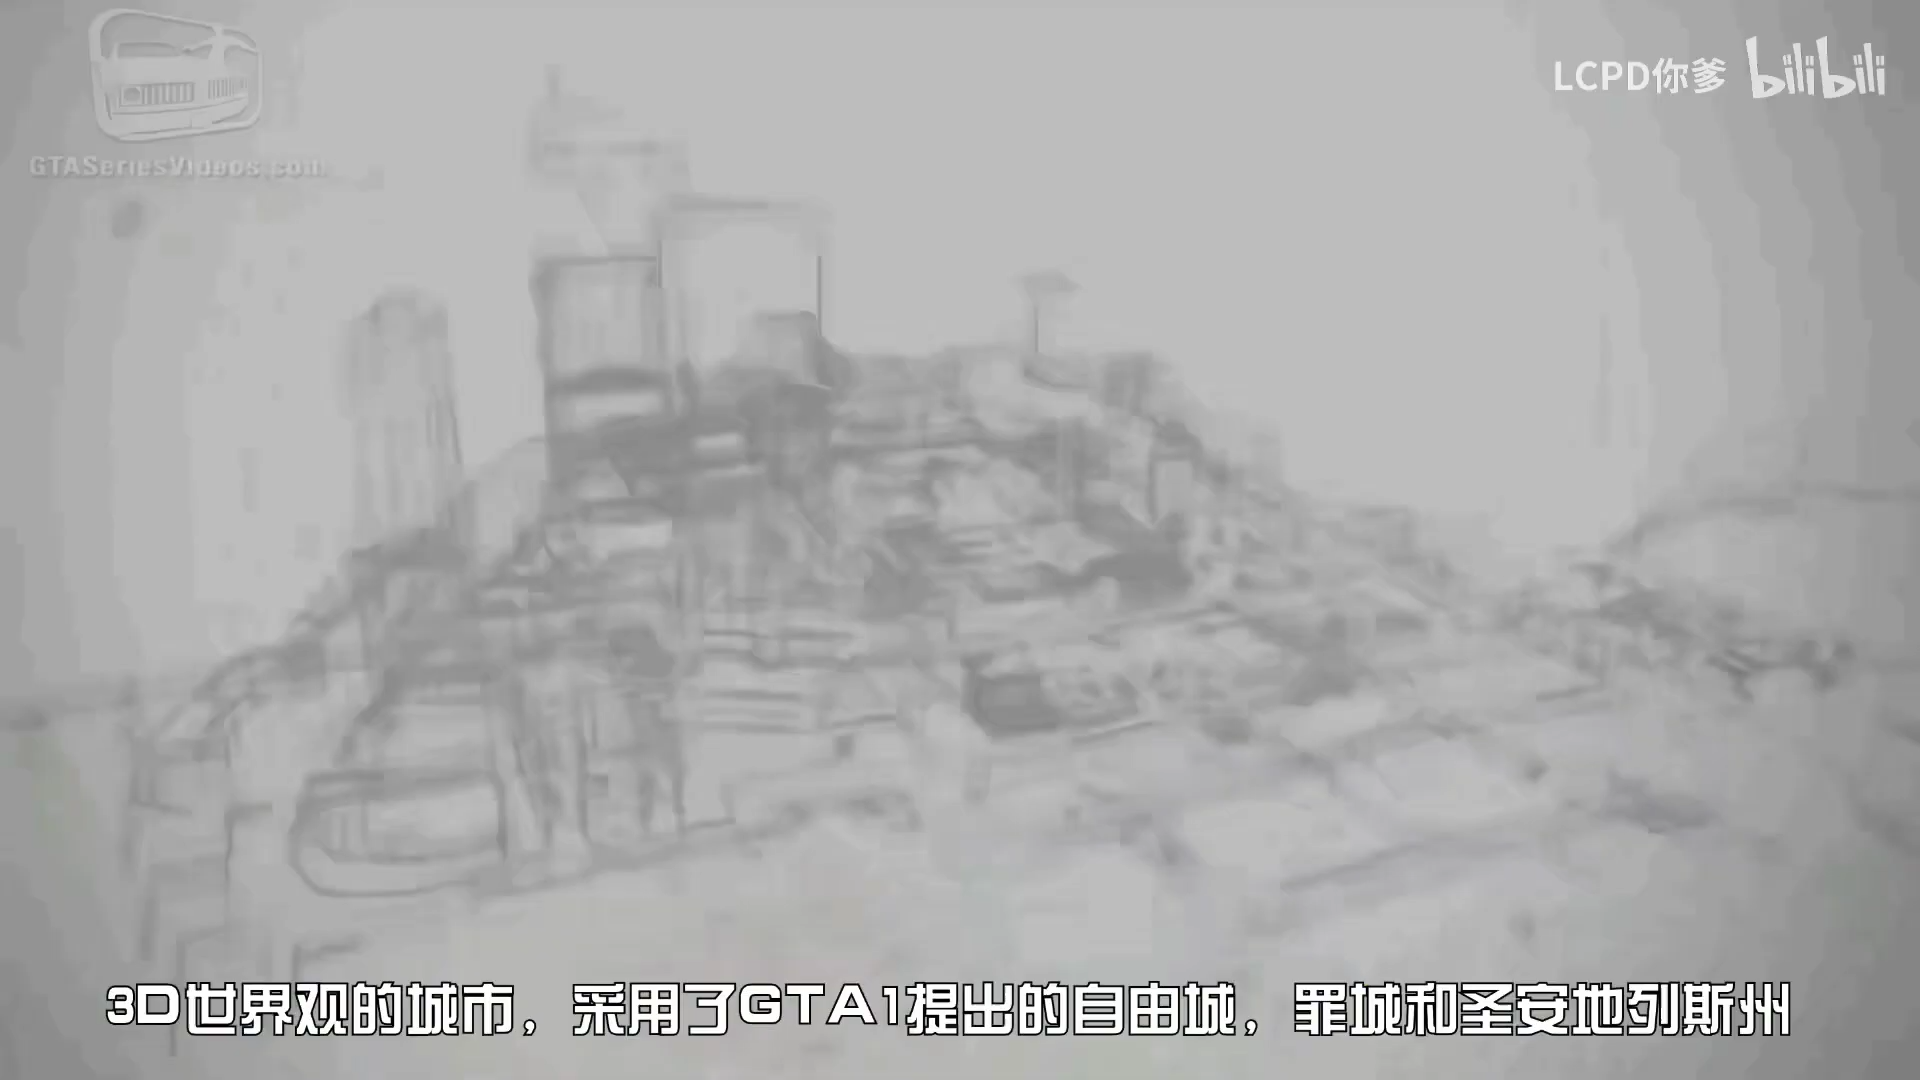 LCPD你爹 bilibili
GTASeriesVideos.com
3D世界观的城市，采用了GTA1提出的自由城，罪城和圣安地列斯州